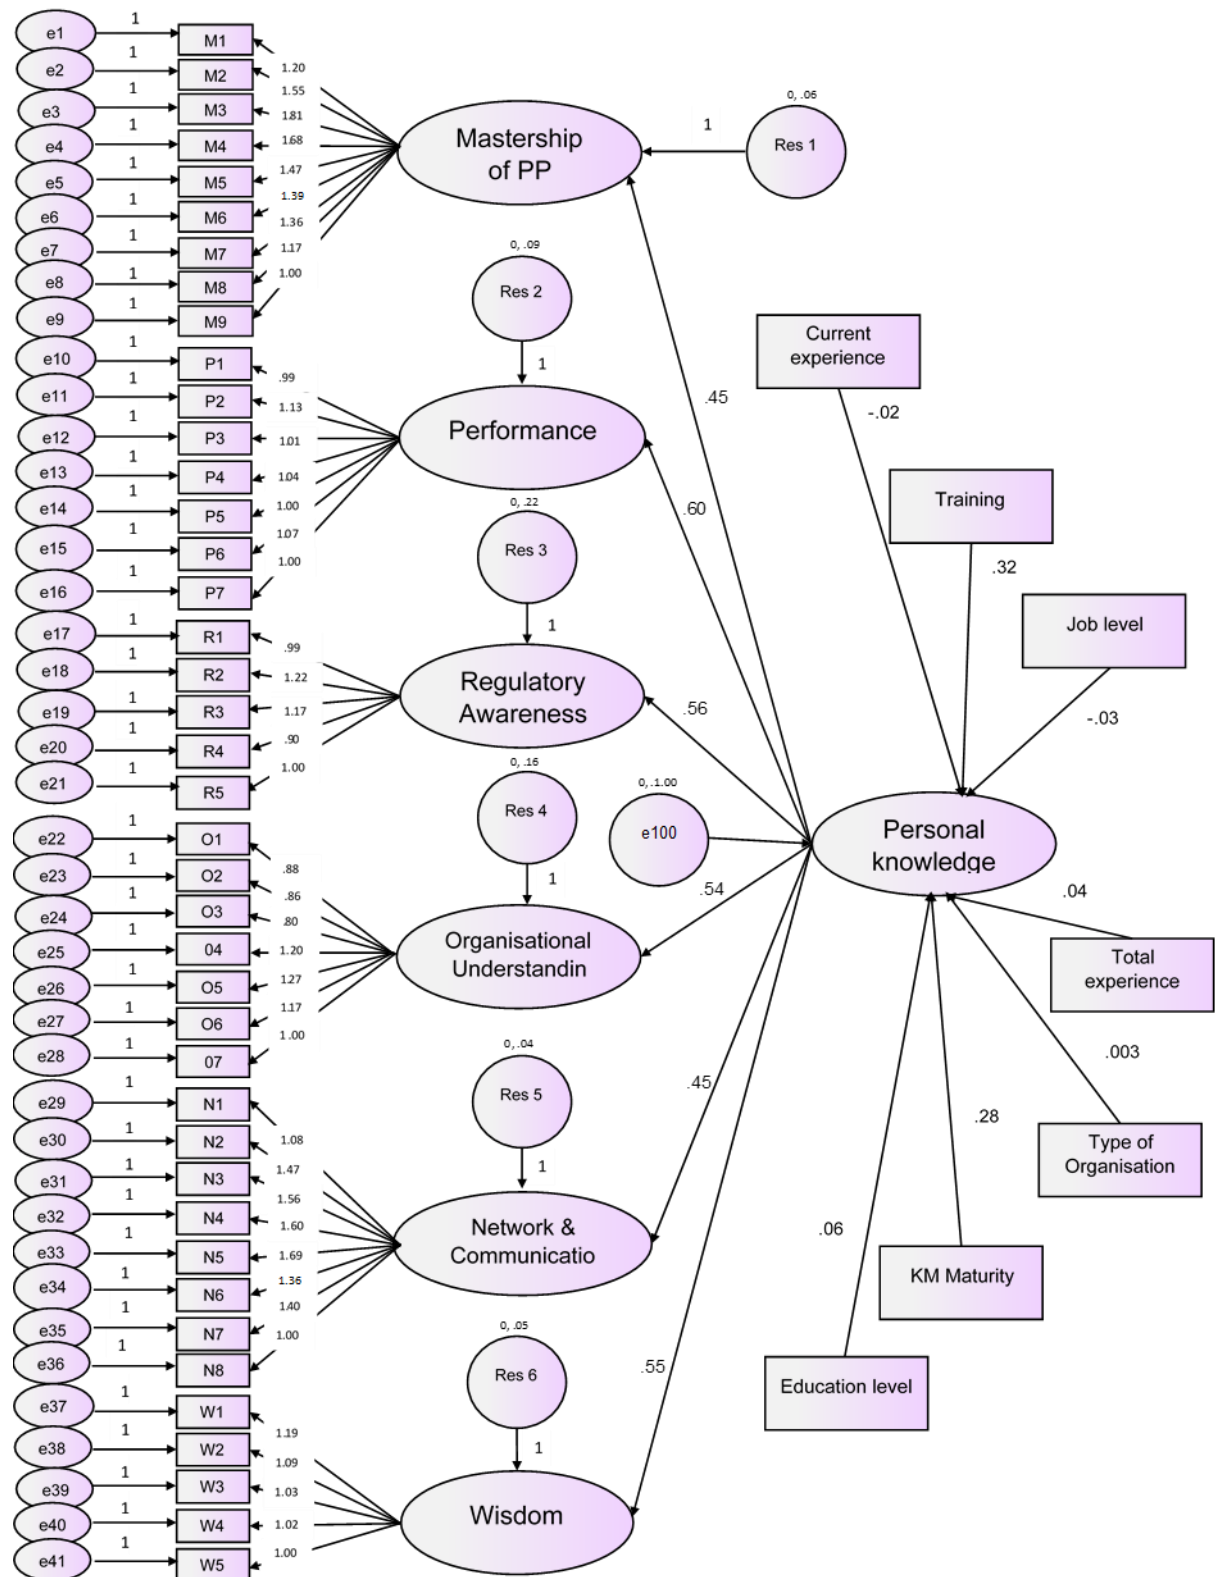 e1
1
M1
e2
1
M2
e3
1
M3
e4
1
M4
e5
1
M5
e6
1
M6
e7
1
M7
e8
1
M8
e9
1
M9
1.20
1.55
1.81
1.68
1.47
1.39
1.36
1.17
1.00
Mastership
of PP
1
0, .06
Res 1
e10
1
P1
e11
1
P2
e12
1
P3
e13
1
P4
e14
1
P5
e15
1
P6
e16
1
P7
.99
1.13
1.01
1.04
1.00
1.07
1.00
0, .09
Res 2
1
Performance
e17
1
R1
e18
1
R2
e19
1
R3
e20
1
R4
e21
1
R5
.99
1.22
1.17
.90
1.00
0, .22
Res 3
1
Regulatory
Awareness
e22
1
O1
e23
1
O2
e24
1
O3
e25
1
04
e26
1
O5
e27
1
O6
e28
1
07
.88
.86
.80
1.20
1.27
1.17
1.00
0, .16
Res 4
1
Organisational
Understandin
e29
1
N1
e30
1
N2
e31
1
N3
e32
1
N4
e33
1
N5
e34
1
N6
e35
1
N7
e36
1
N8
1.08
1.47
1.56
1.60
1.69
1.36
1.40
1.00
0, .04
Res 5
1
Network &
Communicatio
e37
1
W1
e38
1
W2
e39
1
W3
e40
1
W4
e41
1
W5
1.19
1.09
1.03
1.02
1.00
0, .05
Res 6
1
Wisdom
.45
.60
.56
.54
.45
.55
0, .1.00
e100
Personal
knowledge
Current
experience
-.02
Training
.32
Job level
-.03
.04
Total
experience
.003
Type of
Organisation
.28
KM Maturity
.06
Education level